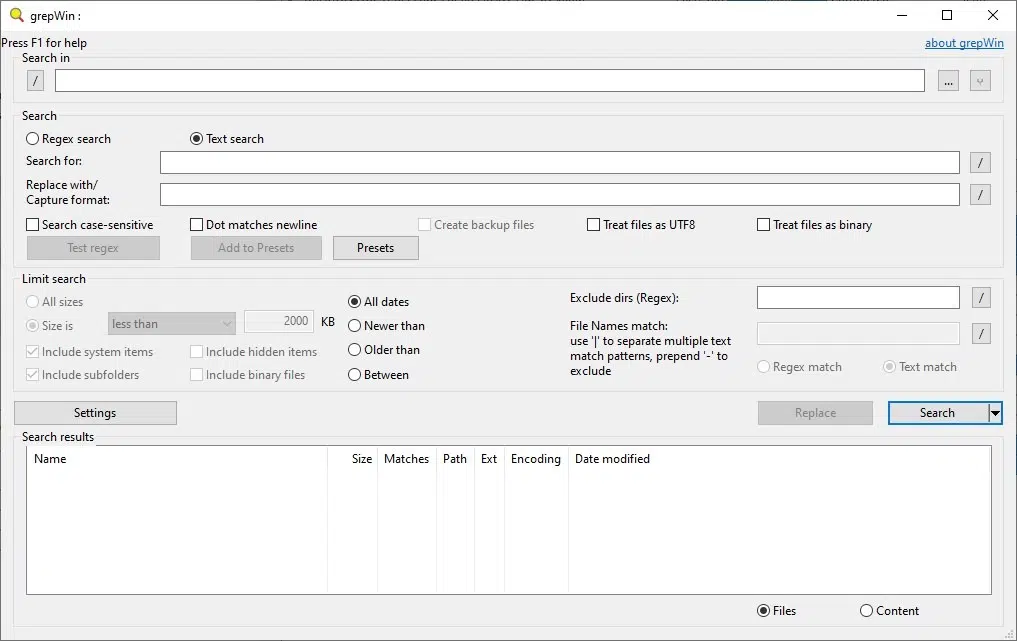 grepWin :
Press F1 for help
about grepWin
Search in
/
...
Search
Regex search
Text search
Search for:
/
Replace with/
Capture format:
/
Search case-sensitive
Dot matches newline
Create backup files
Treat files as UTF8
Treat files as binary
Test regex
Add to Presets
Presets
Limit search
All sizes
All dates
Exclude dirs (Regex):
/
Size is
less than
2000
KB
Newer than
File Names match:
use '|' to separate multiple text
match patterns, prepend '-' to
exclude
/
Include system items
Include hidden items
Older than
Include subfolders
Include binary files
Between
Regex match
Text match
Settings
Replace
Search
Search results
Name Size Matches Path Ext Encoding Date modified
Files
Content